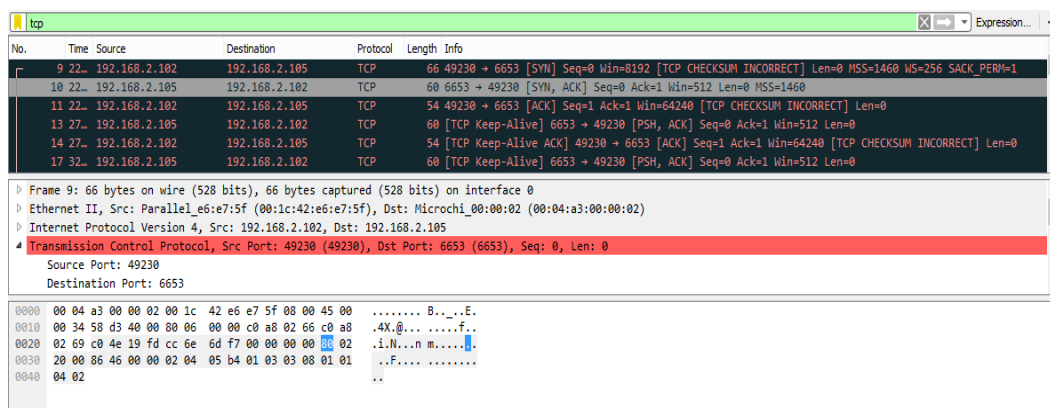 tcp Expression...
No. Time Source Destination Protocol Length Info
9 22… 192.168.2.102 192.168.2.105 TCP 66 49230 → 6653 [SYN] Seq=0 Win=8192 [TCP CHECKSUM INCORRECT] Len=0 MSS=1460 WS=256 SACK_PERM=1
10 22… 192.168.2.105 192.168.2.102 TCP 60 6653 → 49230 [SYN, ACK] Seq=0 Ack=1 Win=512 Len=0 MSS=1460
11 22… 192.168.2.102 192.168.2.105 TCP 54 49230 → 6653 [ACK] Seq=1 Ack=1 Win=64240 [TCP CHECKSUM INCORRECT] Len=0
13 27… 192.168.2.105 192.168.2.102 TCP 60 [TCP Keep-Alive] 6653 → 49230 [PSH, ACK] Seq=0 Ack=1 Win=512 Len=0
14 27… 192.168.2.102 192.168.2.105 TCP 54 [TCP Keep-Alive ACK] 49230 → 6653 [ACK] Seq=1 Ack=1 Win=64240 [TCP CHECKSUM INCORRECT] Len=0
17 32… 192.168.2.105 192.168.2.102 TCP 60 [TCP Keep-Alive] 6653 → 49230 [PSH, ACK] Seq=0 Ack=1 Win=512 Len=0
Frame 9: 66 bytes on wire (528 bits), 66 bytes captured (528 bits) on interface 0
Ethernet II, Src: Parallel_e6:e7:5f (00:1c:42:e6:e7:5f), Dst: Microchi_00:00:02 (00:04:a3:00:00:02)
Internet Protocol Version 4, Src: 192.168.2.102, Dst: 192.168.2.105
Transmission Control Protocol, Src Port: 49230 (49230), Dst Port: 6653 (6653), Seq: 0, Len: 0
Source Port: 49230
Destination Port: 6653
0000 00 04 a3 00 00 02 00 1c 42 e6 e7 5f 08 00 45 00 ........ B.._..E.
0010 00 34 58 d3 40 00 80 06 00 00 c0 a8 02 66 c0 a8 .4X.@... .....f..
0020 02 69 c0 4e 19 fd cc 6e 6d f7 00 00 00 00 80 02 .i.N...n m.......
0030 20 00 86 46 00 00 02 04 05 b4 01 03 03 08 01 01 ..F.... ........
0040 04 02 ..